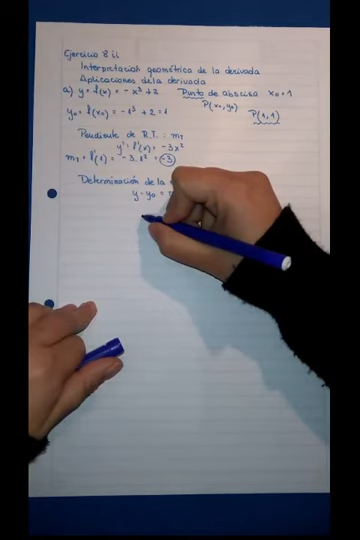 Ejercicio 8 ii
Interpretación geométrica de la derivada
Aplicaciones de la derivada
a) y = f(x) = -x³ + 2 Punto de abscisa x₀ = 1
P(x₀, y₀)
y₀ = f(x₀) = -1³ + 2 = 1 P(1, 1)
Pendiente de R.T. : m₁
y' = f'(x) = -3x²
m₁ = f'(1) = -3·1² = -3
Determinación de la
y - y₀ =